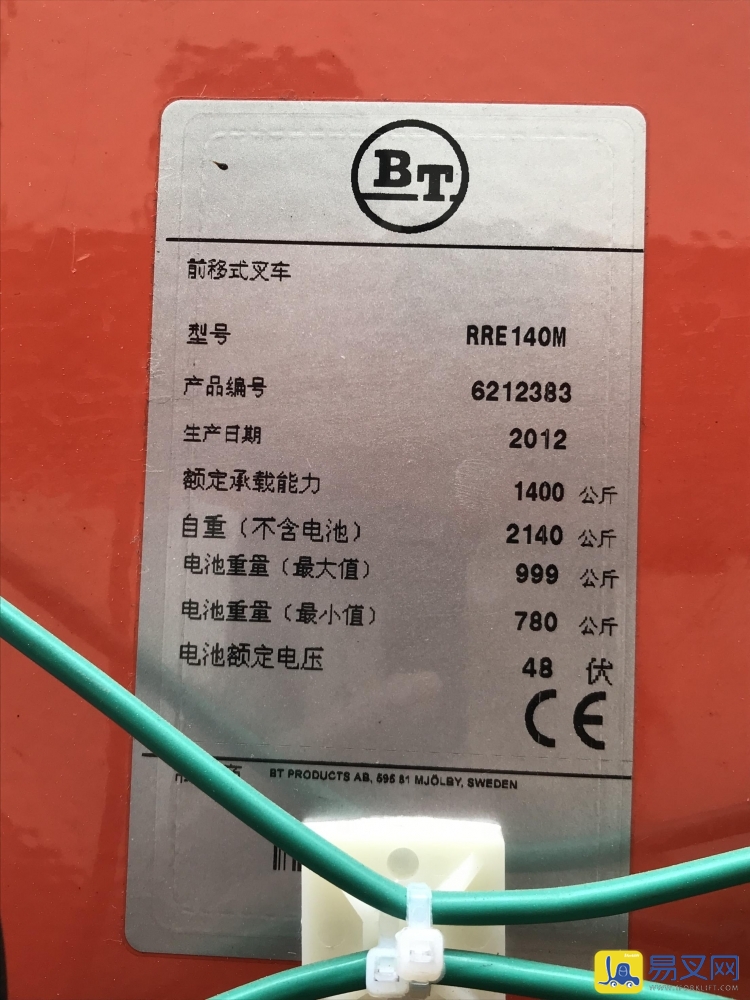 BT
前移式叉车
型号 RRE140M
产品编号 6212383
生产日期 2012
额定承载能力 1400 公斤
自重(不含电池) 2140 公斤
电池重量(最大值) 999 公斤
电池重量(最小值) 780 公斤
电池额定电压 48 伏
CE
BT PRODUCTS AB, 595 81 MJÖLBY, SWEDEN
易叉网